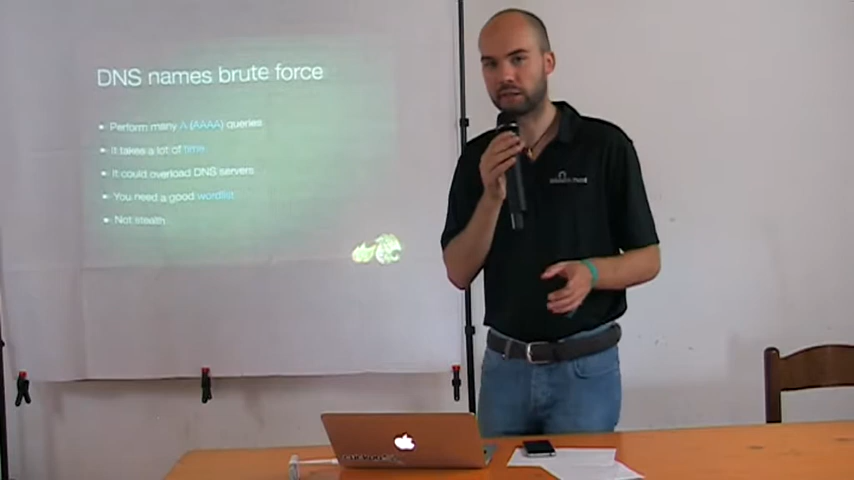 DNS names brute force
Perform many A (AAAA) queries
It takes a lot of time
It could overload DNS servers
You need a good wordlist
Not stealth